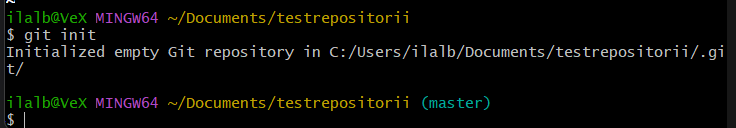 ilalb@VeX MINGW64 ~/Documents/testrepositorii
$ git init
Initialized empty Git repository in C:/Users/ilalb/Documents/testrepositorii/.gi
t/
ilalb@VeX MINGW64 ~/Documents/testrepositorii (master)
$